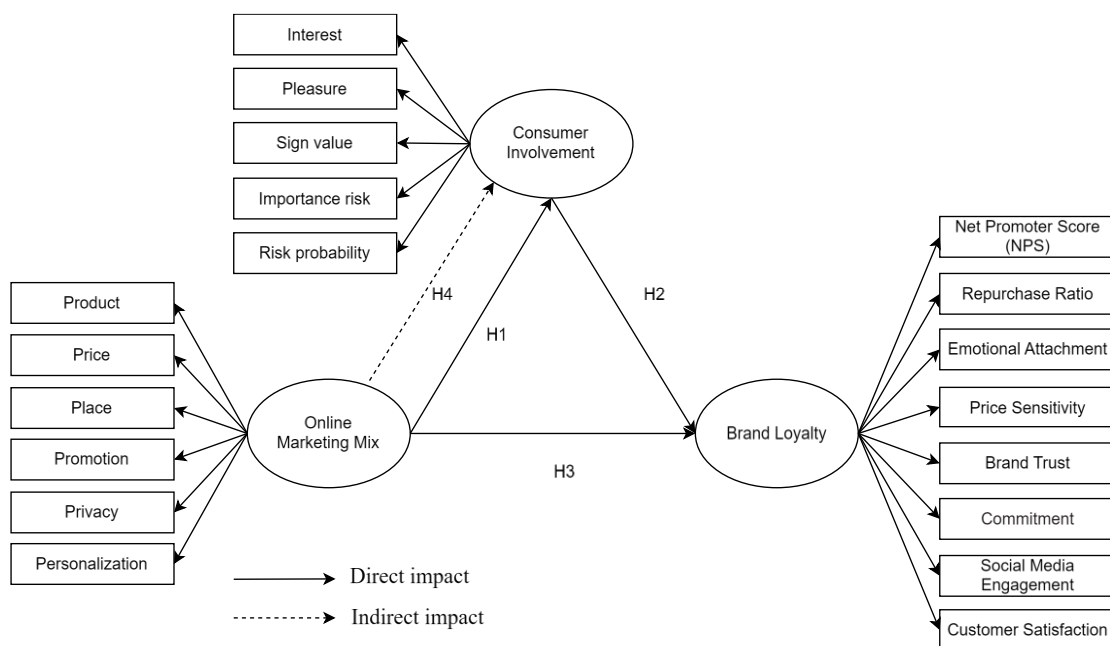 Interest
Pleasure
Sign value
Importance risk
Risk probability
Consumer
Involvement
Product
Price
Place
Promotion
Privacy
Personalization
Online
Marketing Mix
H4
H1
H2
H3
Brand Loyalty
Net Promoter Score
(NPS)
Repurchase Ratio
Emotional Attachment
Price Sensitivity
Brand Trust
Commitment
Social Media
Engagement
Customer Satisfaction
Direct impact
Indirect impact